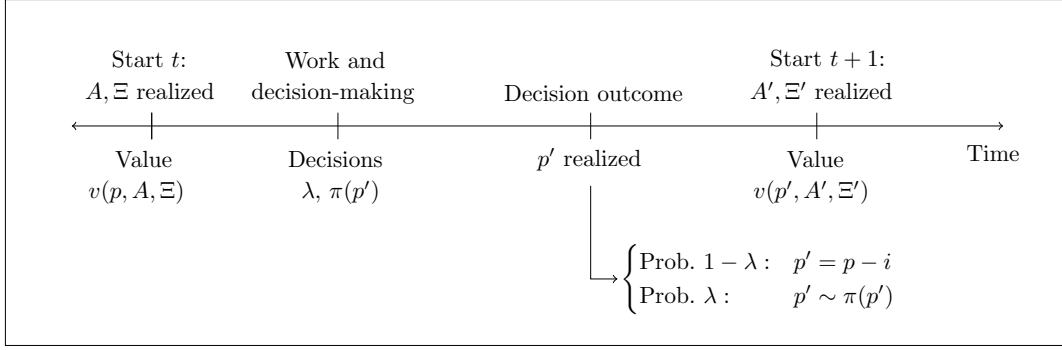 Start t:
A, Ξ realized
Work and
decision-making
Decision outcome
Start t + 1:
A′, Ξ′ realized
Value
v(p, A, Ξ)
Decisions
λ, π(p′)
p′ realized
Value
v(p′, A′, Ξ′)
Time
Prob. 1 − λ : p′ = p − i
Prob. λ : p′ ∼ π(p′)